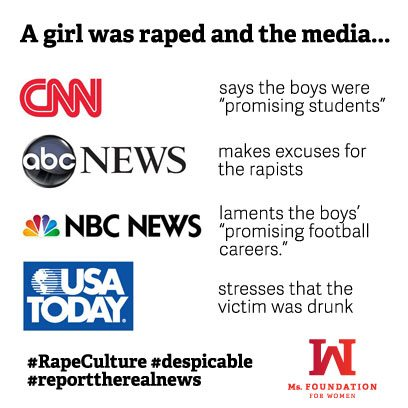 A girl was raped and the media...
CNN
says the boys were
"promising students"
abc NEWS
makes excuses for
the rapists
NBC NEWS
laments the boys'
"promising football
careers."
USA
TODAY
stresses that the
victim was drunk
#RapeCulture #despicable
#reporttherealnews
Ms. FOUNDATION
FOR WOMEN